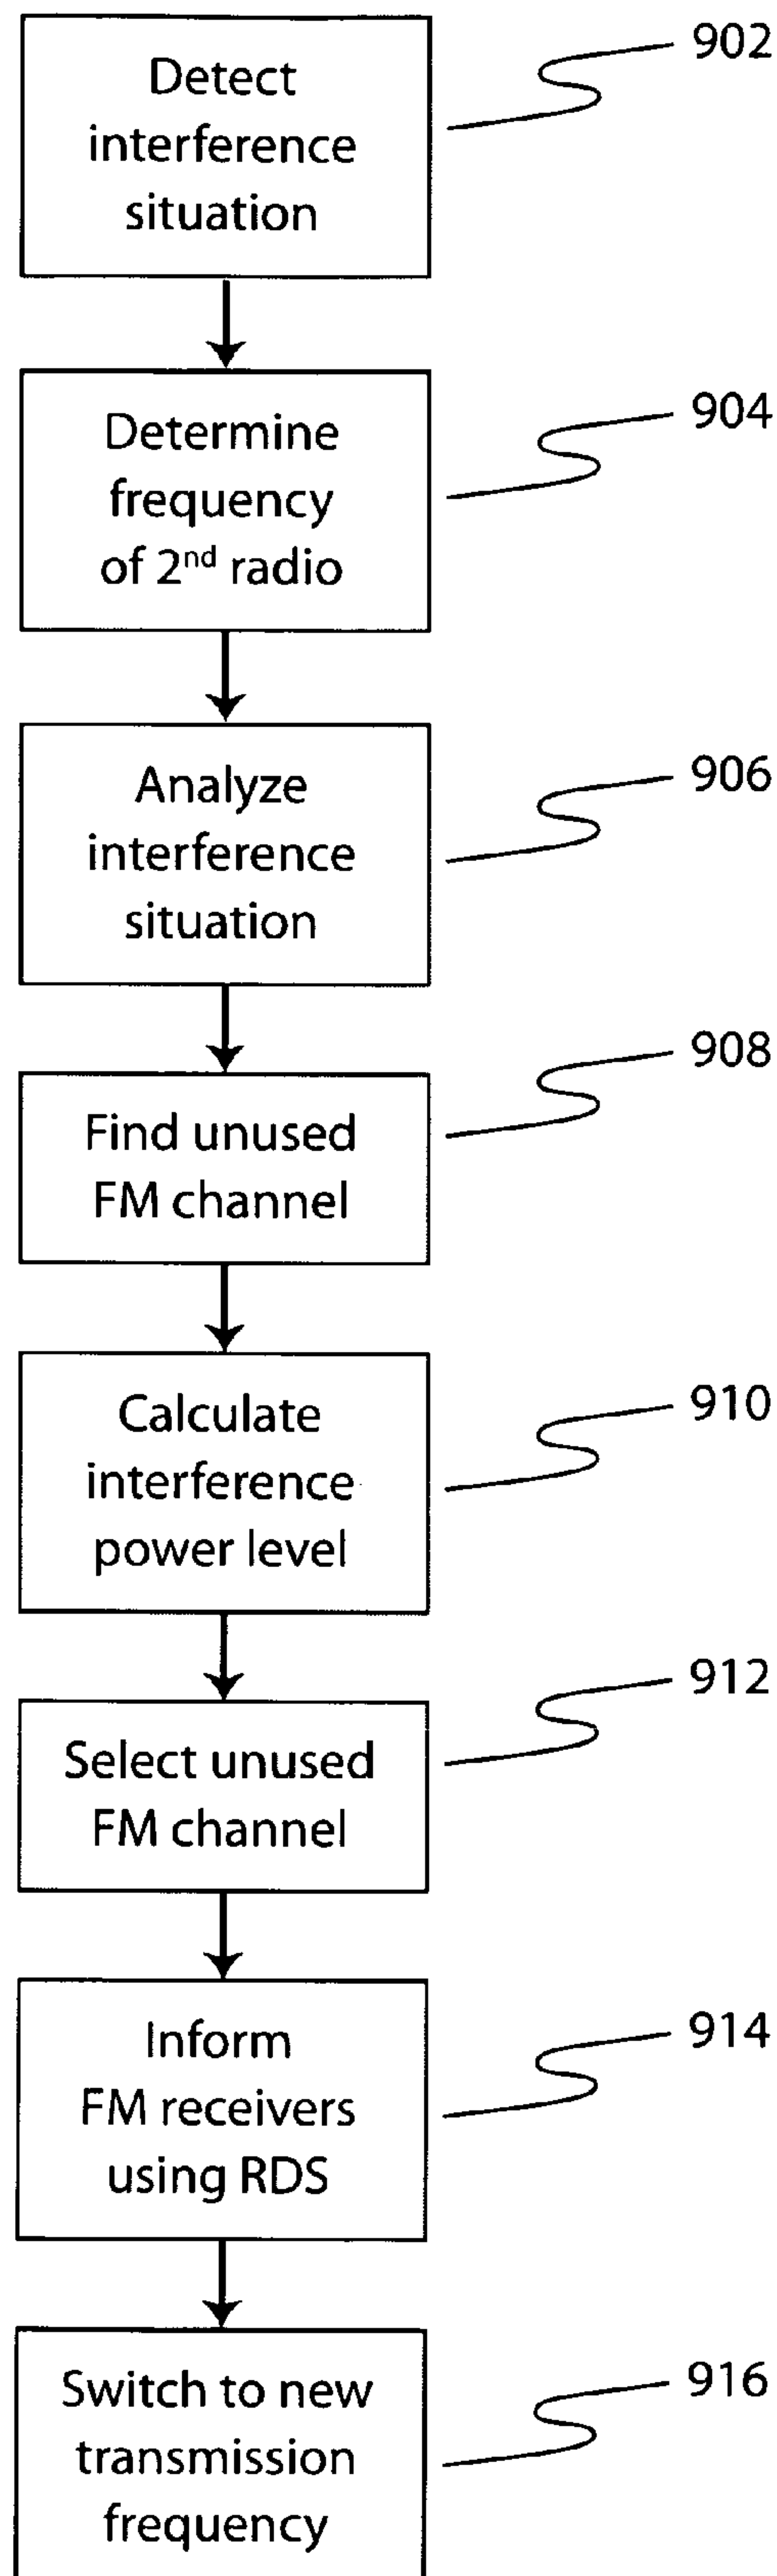 Detect
interference
situation
902
Determine
frequency
of 2nd radio
904
Analyze
interference
situation
906
Find unused
FM channel
908
Calculate
interference
power level
910
Select unused
FM channel
912
Inform
FM receivers
using RDS
914
Switch to new
transmission
frequency
916